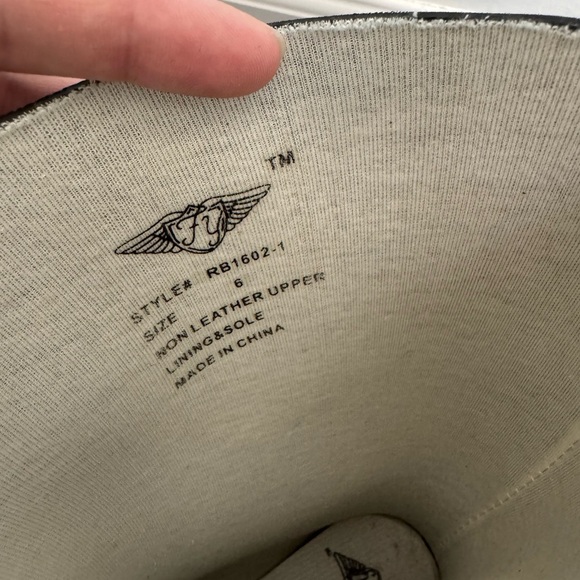 TM
FY
STYLE# RB1602-1
SIZE 6
NON LEATHER UPPER
LINING&SOLE
MADE IN CHINA